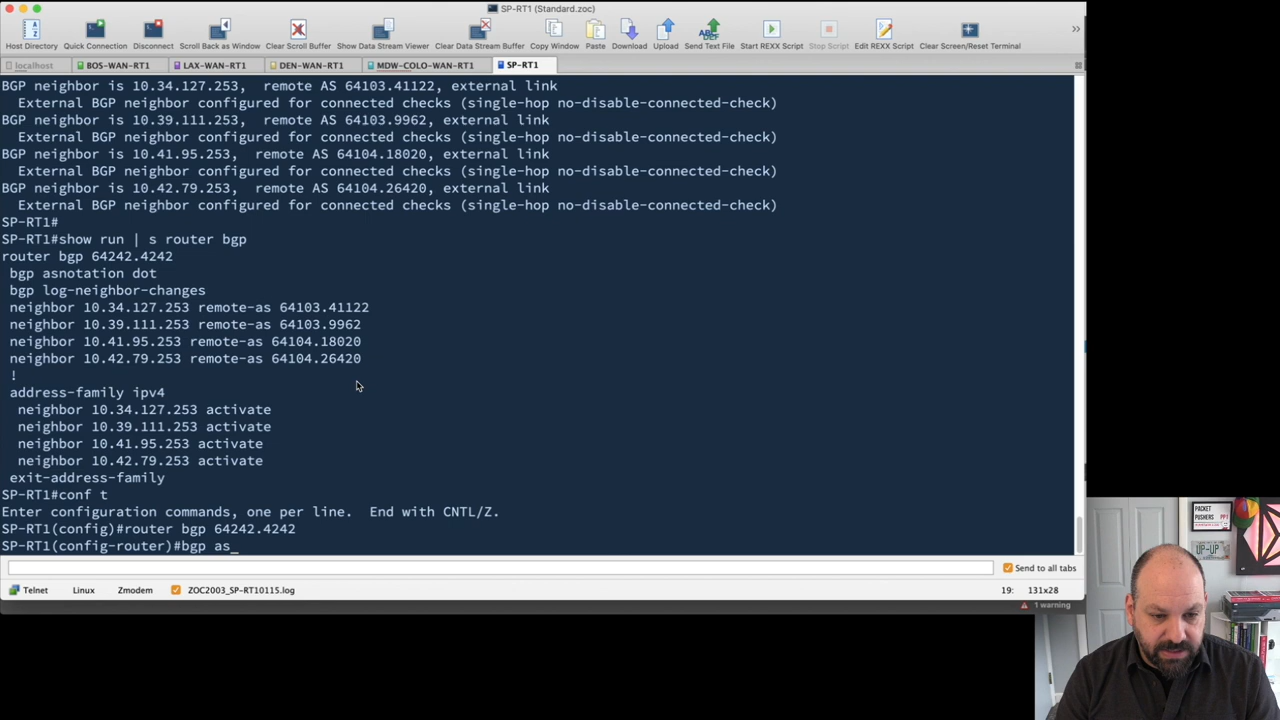 SP-RT1 (Standard.zoc)
Host Directory Quick Connection Disconnect Scroll Back as Window Clear Scroll Buffer Show Data Stream Viewer Clear Data Stream Buffer Copy Window Paste Download Upload Send Text File Start REXX Script Stop Script Edit REXX Script Clear Screen/Reset Terminal
localhost BOS-WAN-RT1 LAX-WAN-RT1 DEN-WAN-RT1 MDW-COLO-WAN-RT1 SP-RT1
BGP neighbor is 10.34.127.253,  remote AS 64103.41122, external link
  External BGP neighbor configured for connected checks (single-hop no-disable-connected-check)
BGP neighbor is 10.39.111.253,  remote AS 64103.9962, external link
  External BGP neighbor configured for connected checks (single-hop no-disable-connected-check)
BGP neighbor is 10.41.95.253,  remote AS 64104.18020, external link
  External BGP neighbor configured for connected checks (single-hop no-disable-connected-check)
BGP neighbor is 10.42.79.253,  remote AS 64104.26420, external link
  External BGP neighbor configured for connected checks (single-hop no-disable-connected-check)
SP-RT1#
SP-RT1#show run | s router bgp
router bgp 64242.4242
 bgp asnotation dot
 bgp log-neighbor-changes
 neighbor 10.34.127.253 remote-as 64103.41122
 neighbor 10.39.111.253 remote-as 64103.9962
 neighbor 10.41.95.253 remote-as 64104.18020
 neighbor 10.42.79.253 remote-as 64104.26420
 !
 address-family ipv4
  neighbor 10.34.127.253 activate
  neighbor 10.39.111.253 activate
  neighbor 10.41.95.253 activate
  neighbor 10.42.79.253 activate
 exit-address-family
SP-RT1#conf t
Enter configuration commands, one per line.  End with CNTL/Z.
SP-RT1(config)#router bgp 64242.4242
SP-RT1(config-router)#bgp as_
Send to all tabs
Telnet Linux Zmodem ZOC2003_SP-RT10115.log 19: 131x28
1 warning
PACKET
PUSHERS
UP-UP